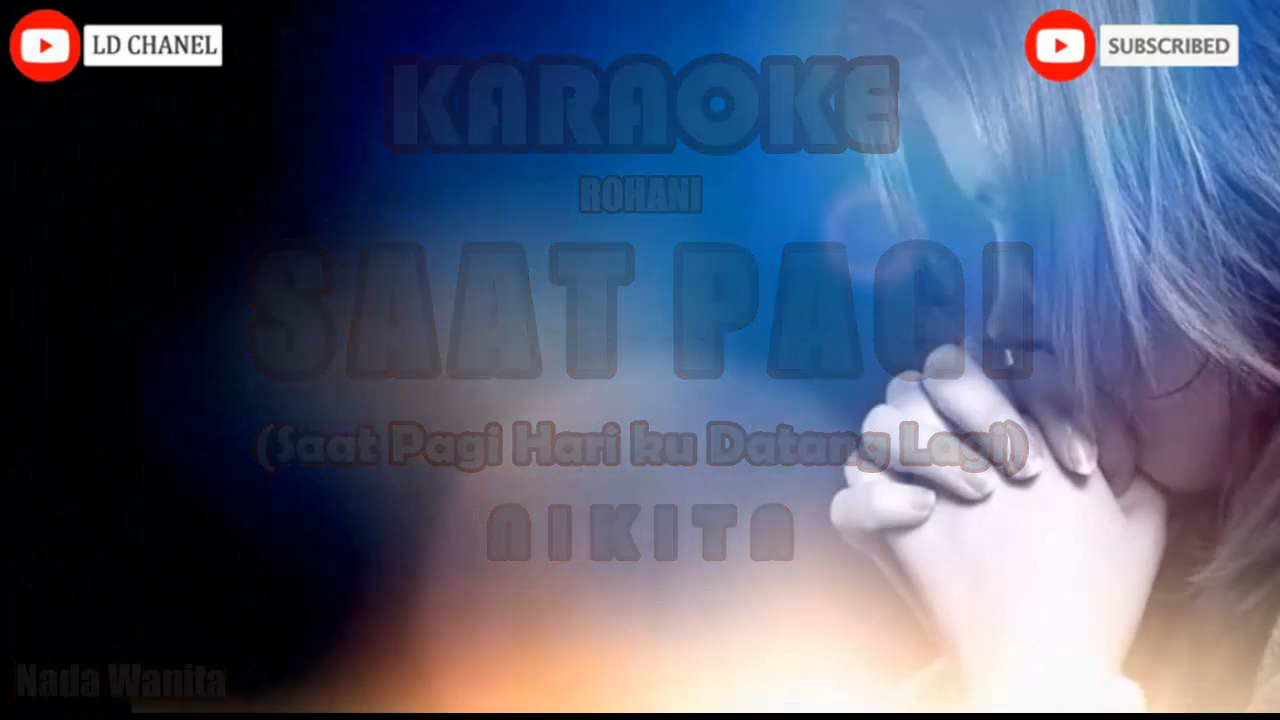 LD CHANEL
SUBSCRIBED
KARAOKE
ROHANI
SAAT PAGI
(Saat Pagi Hari ku Datang Lagi)
NIKITA
Nada Wanita